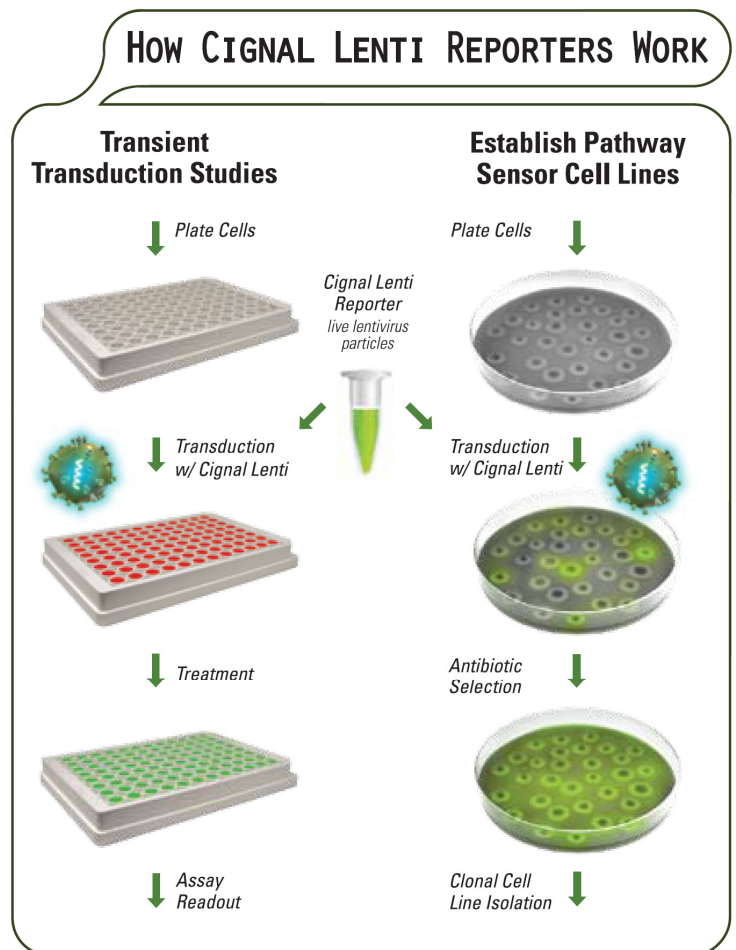 How Cignal Lenti Reporters Work
Transient
Transduction Studies
Plate Cells
Transduction
w/ Cignal Lenti
Treatment
Assay
Readout
Cignal Lenti
Reporter
live lentivirus
particles
Establish Pathway
Sensor Cell Lines
Plate Cells
Transduction
w/ Cignal Lenti
Antibiotic
Selection
Clonal Cell
Line Isolation